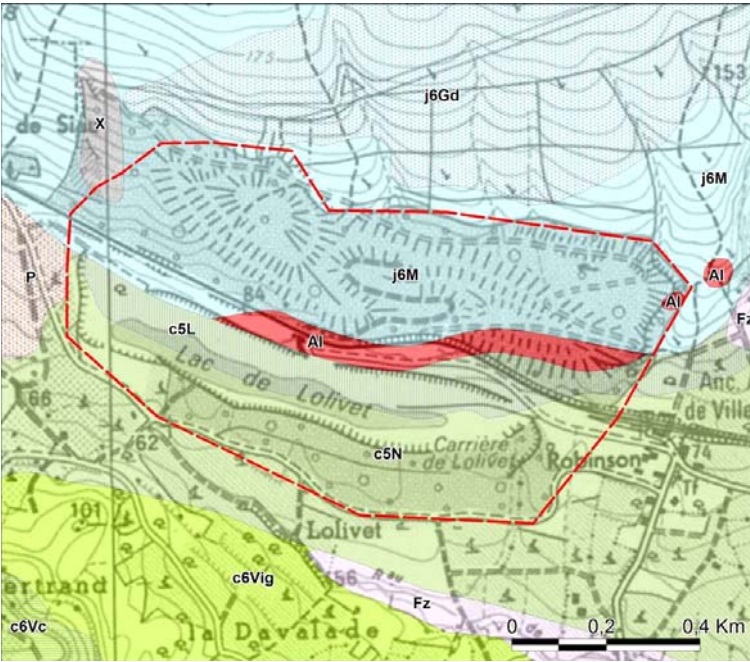 175
153
j6Gd
X
de Sia
j6M
j6M
Al
Al
P
Fz
84
c5L
Al
Lac de Lolivet
Anc.
de Villa
66
Carrière
de Lolivet
c5N
62
Robinson
74
Tf
101
Lolivet
56
c6Vig
Fz
ertrand
la Davalade
c6Vc
0 0,2 0,4 Km